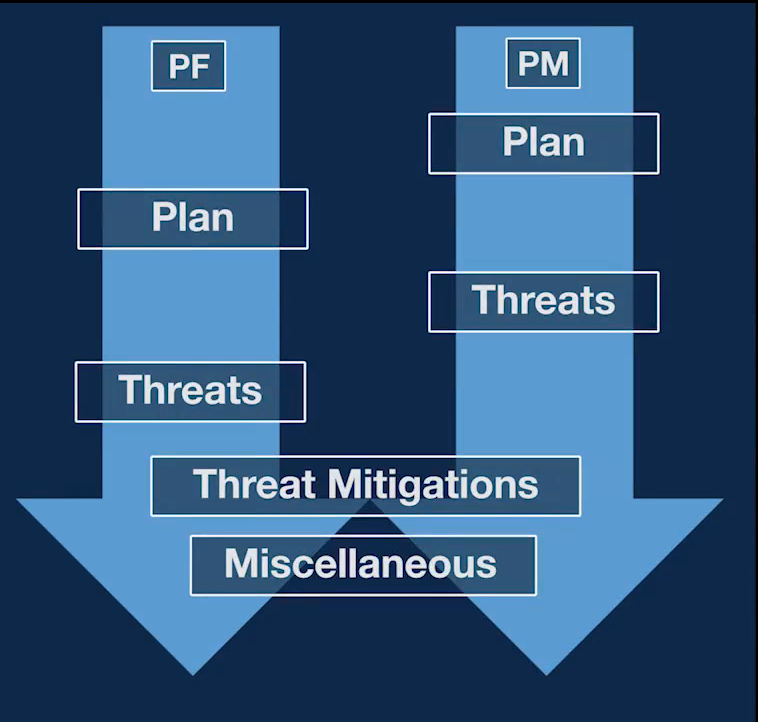 PF
PM
Plan
Plan
Threats
Threats
Threat Mitigations
Miscellaneous